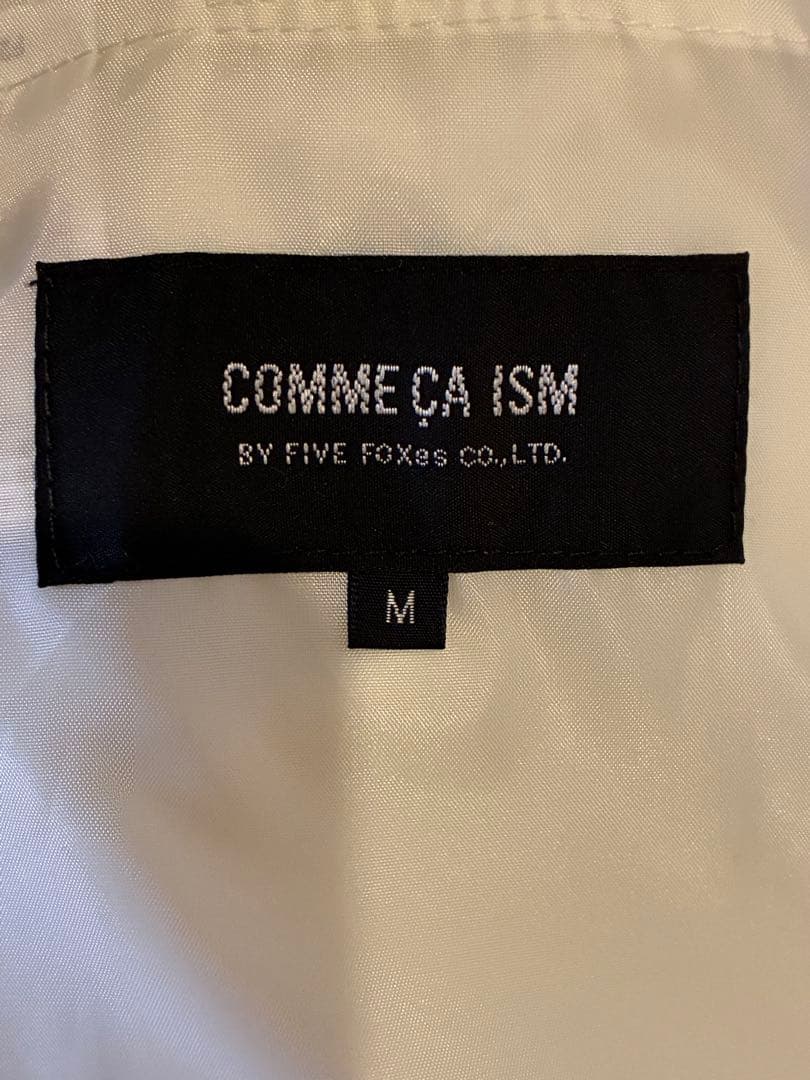 COMME ÇA ISM
BY FIVE FOXes CO.,LTD.
M